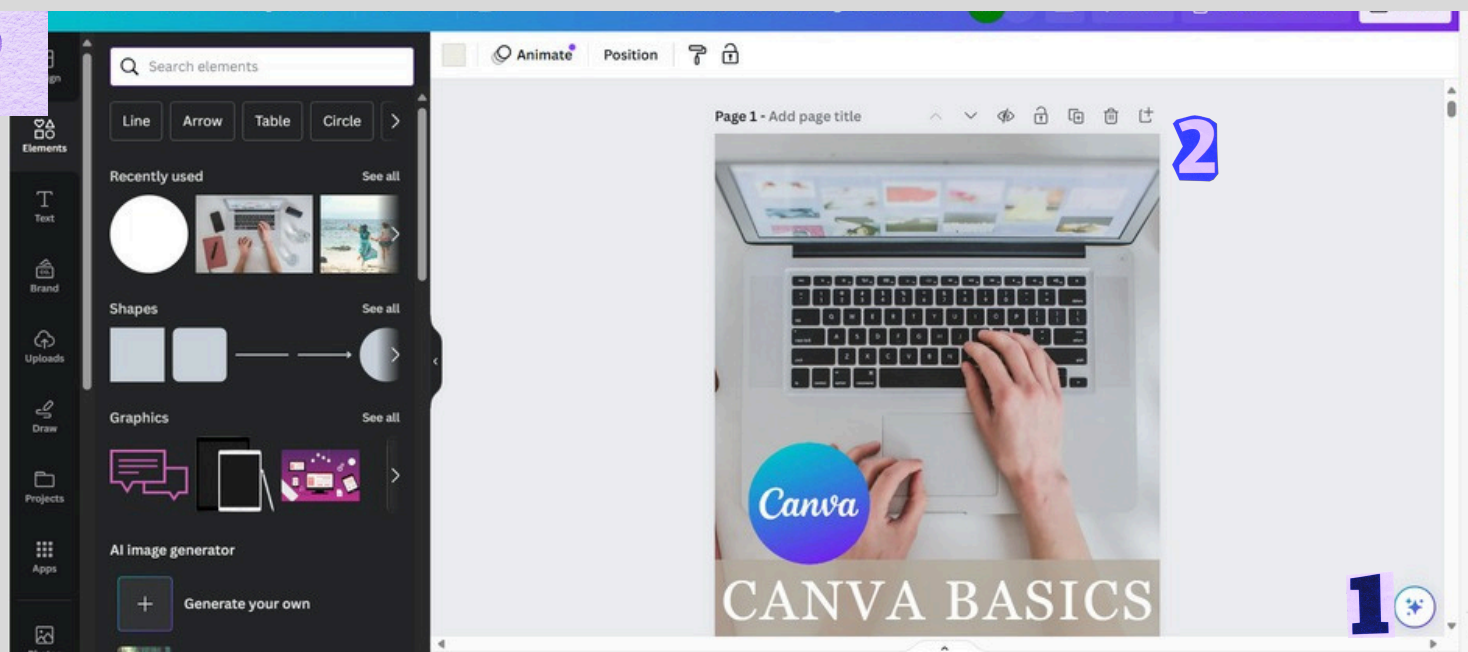 Search elements
Animate
Position
Line
Arrow
Table
Circle
Page 1 - Add page title
2
Elements
Recently used
See all
Text
Brand
Shapes
See all
Uploads
Graphics
See all
Draw
Canva
Projects
AI image generator
Apps
Generate your own
CANVA BASICS
1